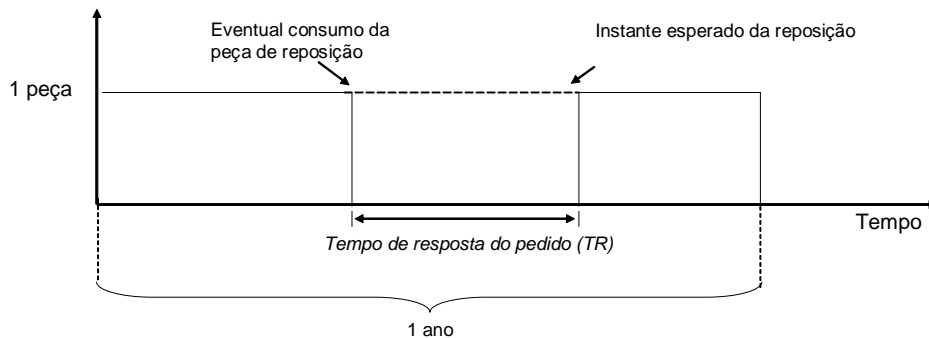 Eventual consumo da
peça de reposição
Instante esperado da reposição
1 peça
Tempo
Tempo de resposta do pedido (TR)
1 ano